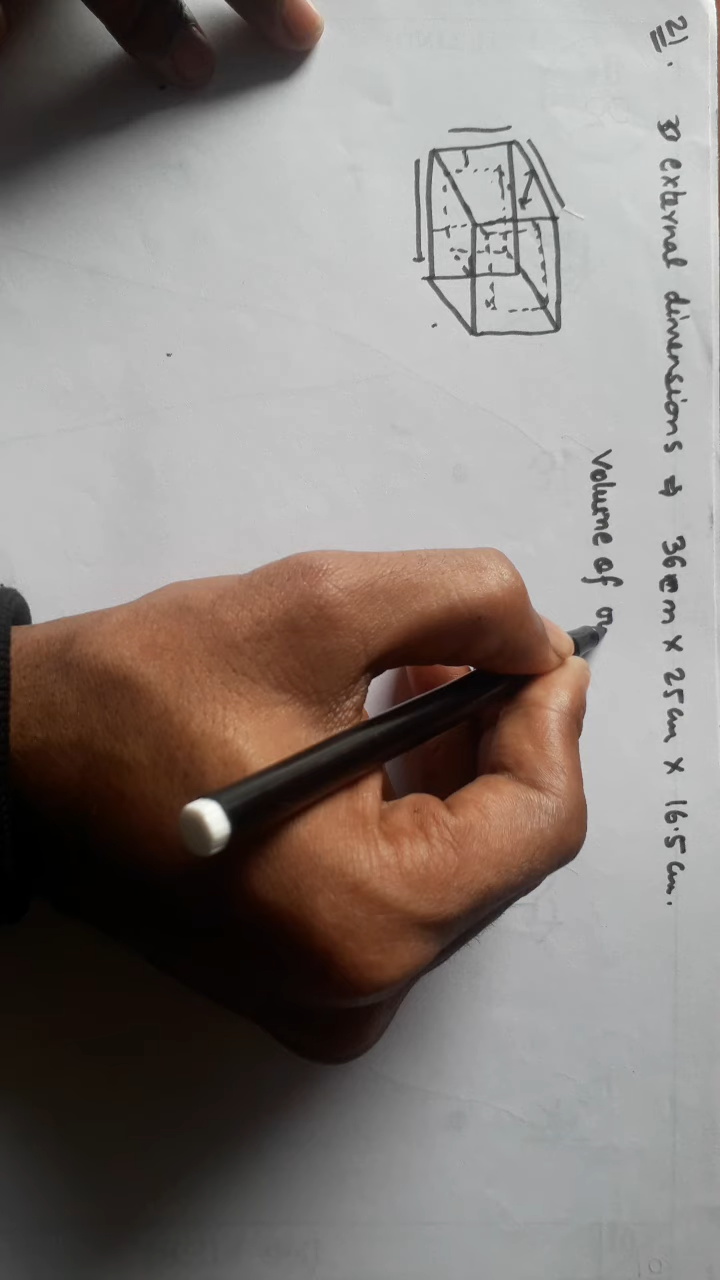 21. external dimensions ⇒ 36cm x 25cm x 16.5cm.
Volume of